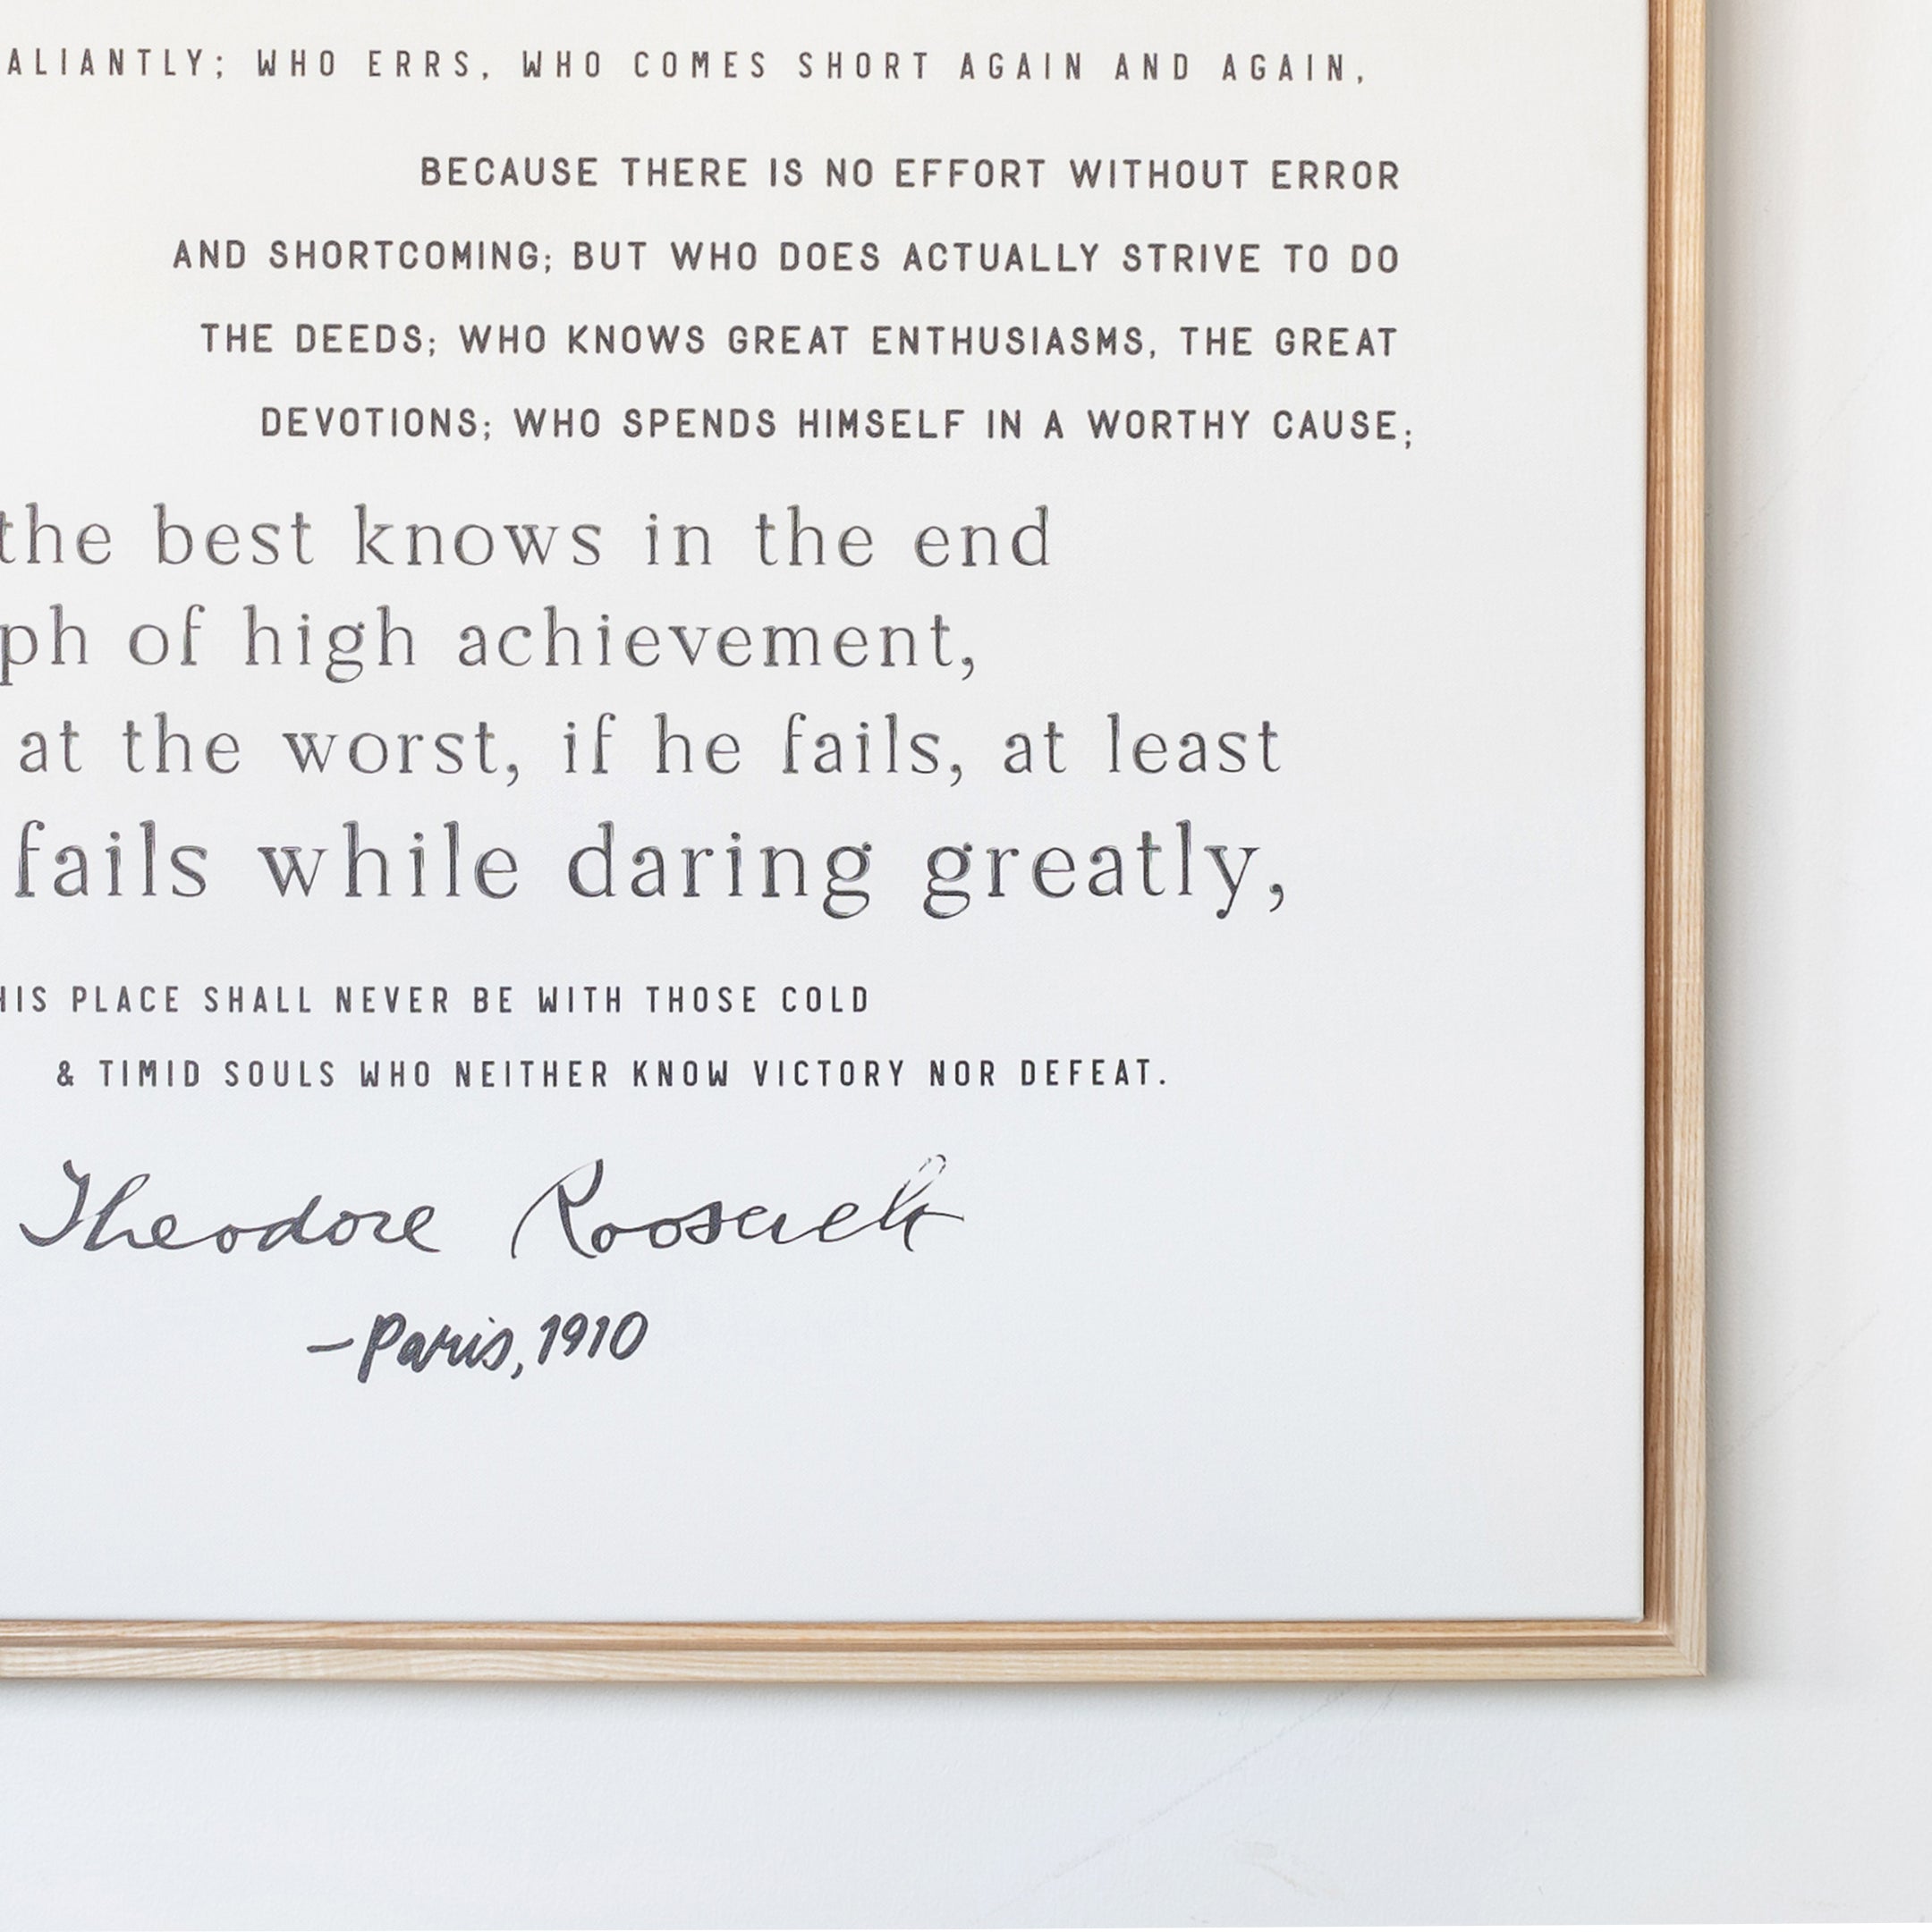 ALIANTLY; WHO ERRS, WHO COMES SHORT AGAIN AND AGAIN,
BECAUSE THERE IS NO EFFORT WITHOUT ERROR
AND SHORTCOMING; BUT WHO DOES ACTUALLY STRIVE TO DO
THE DEEDS; WHO KNOWS GREAT ENTHUSIASMS, THE GREAT
DEVOTIONS; WHO SPENDS HIMSELF IN A WORTHY CAUSE;
the best knows in the end
ph of high achievement,
at the worst, if he fails, at least
fails while daring greatly,
HIS PLACE SHALL NEVER BE WITH THOSE COLD
& TIMID SOULS WHO NEITHER KNOW VICTORY NOR DEFEAT.
Theodore Roosevelt
–Paris, 1910